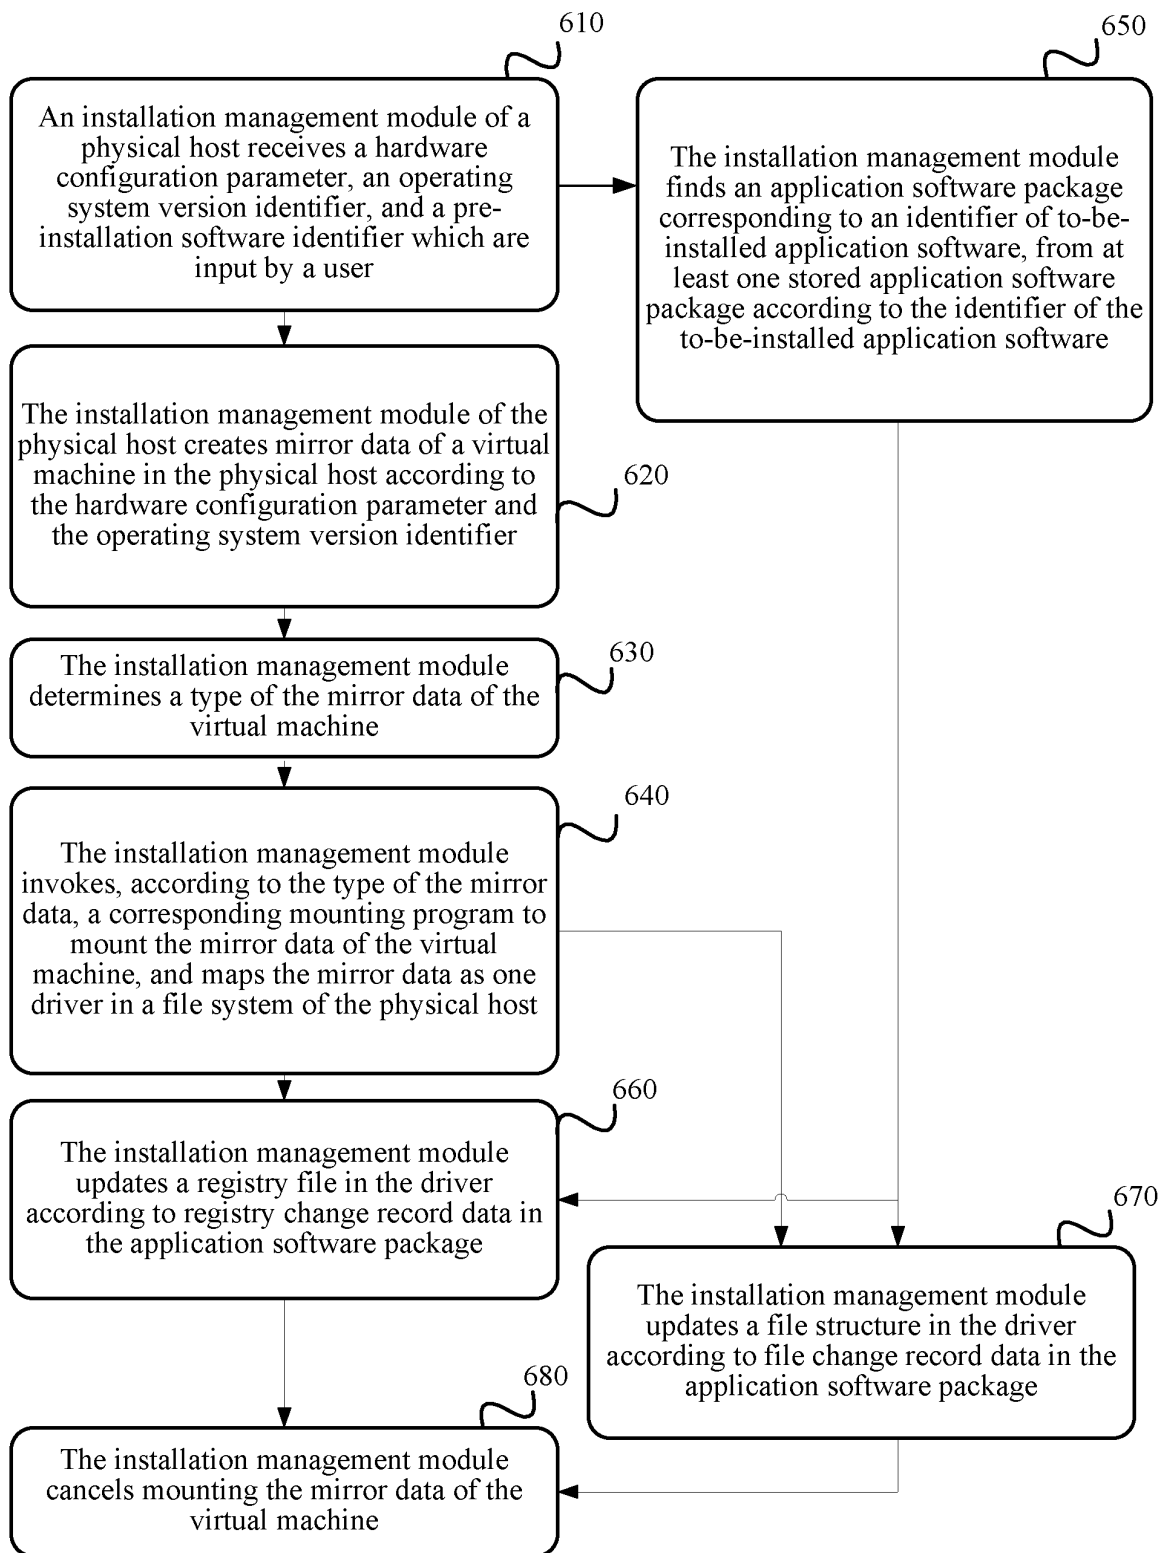 610
An installation management module of a
physical host receives a hardware
configuration parameter, an operating
system version identifier, and a pre-
installation software identifier which are
input by a user
650
The installation management module
finds an application software package
corresponding to an identifier of to-be-
installed application software, from at
least one stored application software
package according to the identifier of the
to-be-installed application software
620
The installation management module of the
physical host creates mirror data of a virtual
machine in the physical host according to
the hardware configuration parameter and
the operating system version identifier
630
The installation management module
determines a type of the mirror data of the
virtual machine
640
The installation management module
invokes, according to the type of the mirror
data, a corresponding mounting program to
mount the mirror data of the virtual
machine, and maps the mirror data as one
driver in a file system of the physical host
660
The installation management module
updates a registry file in the driver
according to registry change record data in
the application software package
670
The installation management module
updates a file structure in the driver
according to file change record data in the
application software package
680
The installation management module
cancels mounting the mirror data of the
virtual machine